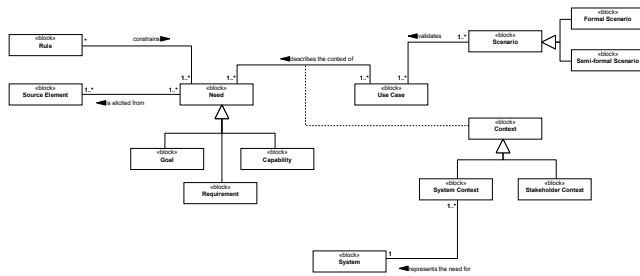 «block»
Formal Scenario
«block»
Rule
*
constrains
validates
1..*
«block»
Scenario
«block»
Semi-formal Scenario
describes the context of
1..*
1..*
1..*
1..*
«block»
Source Element
1..*
1..*
is elicited from
«block»
Need
«block»
Use Case
«block»
Context
«block»
Goal
«block»
Capability
«block»
Requirement
«block»
System Context
«block»
Stakeholder Context
1..*
«block»
System
1
represents the need for